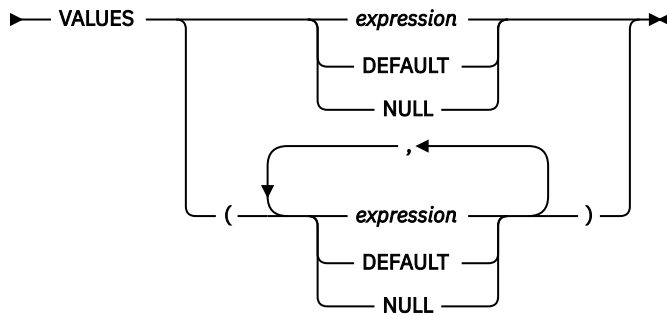 VALUES expression
DEFAULT
NULL
,
( expression )
DEFAULT
NULL